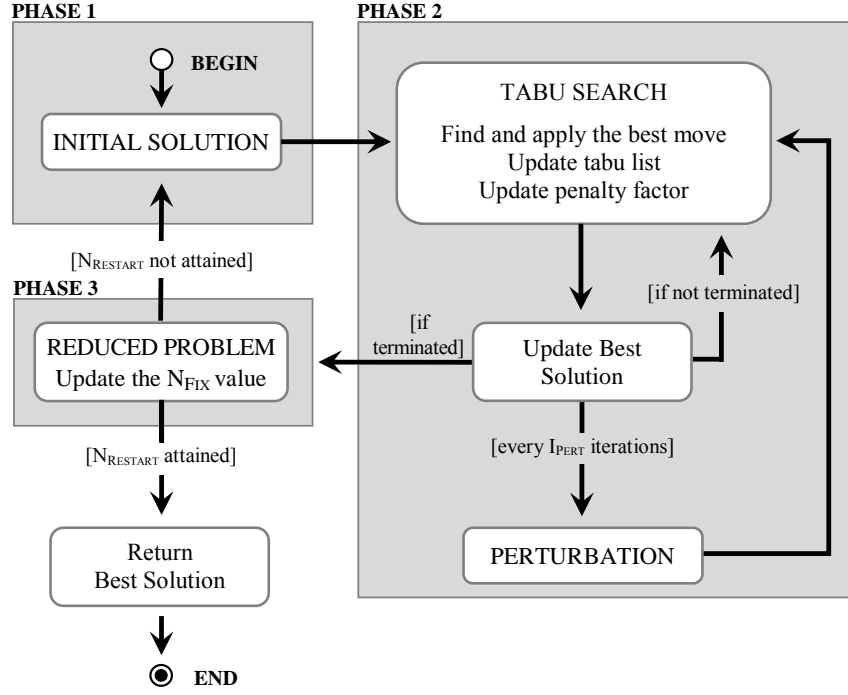 PHASE 1
BEGIN
INITIAL SOLUTION
[NRESTART not attained]
PHASE 2
TABU SEARCH
Find and apply the best move
Update tabu list
Update penalty factor
[if not terminated]
Update Best
Solution
[every IPERT iterations]
PERTURBATION
[if
terminated]
PHASE 3
REDUCED PROBLEM
Update the NFIX value
[NRESTART attained]
Return
Best Solution
END